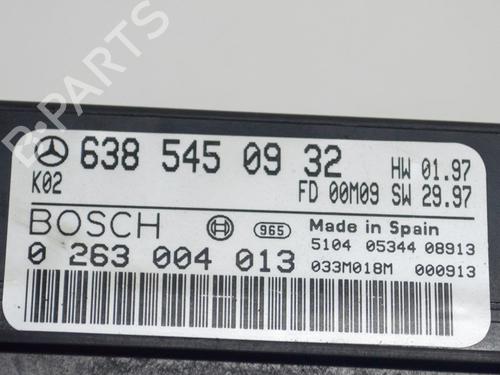 B-PARTS
638 545 09 32 HW 01.97
K02 FD 00M09 SW 29.97
BOSCH 965 Made in Spain
5104 05344 08913
0 263 004 013 033M018M 000913